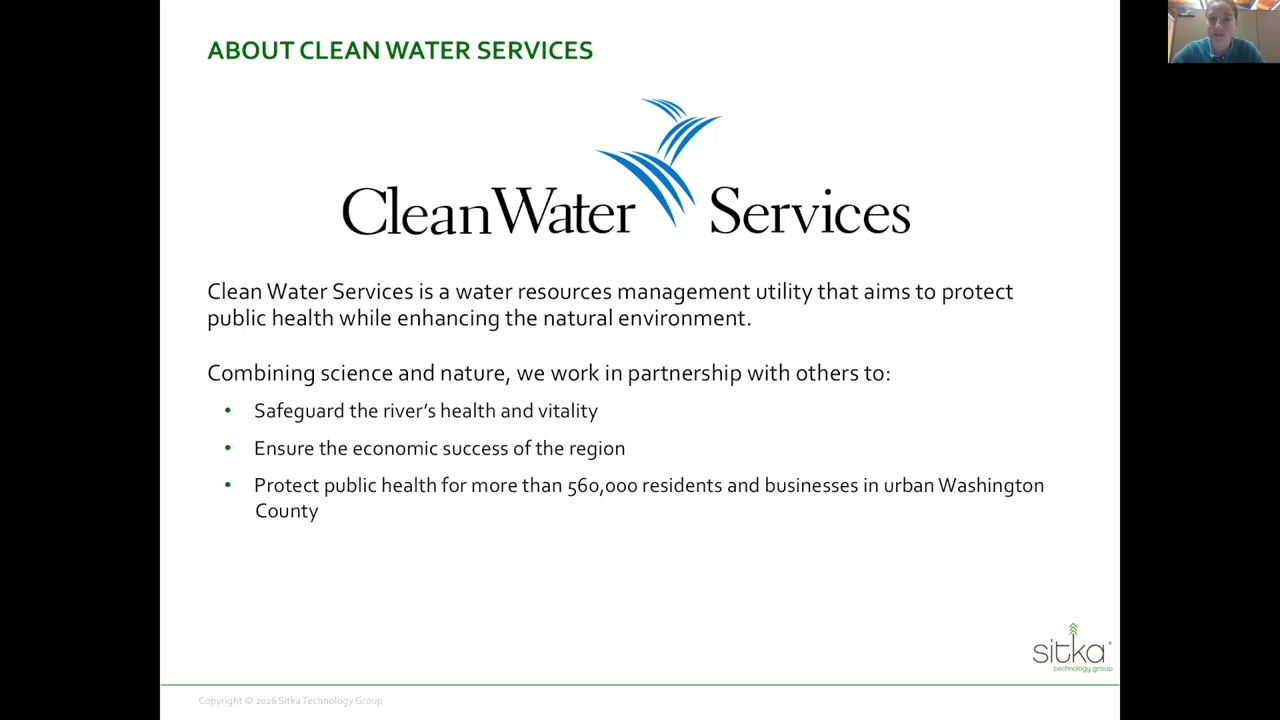 ABOUT CLEAN WATER SERVICES
CleanWater Services
Clean Water Services is a water resources management utility that aims to protect
public health while enhancing the natural environment.
Combining science and nature, we work in partnership with others to:
• Safeguard the river's health and vitality
• Ensure the economic success of the region
• Protect public health for more than 560,000 residents and businesses in urban Washington
County
sitka
technology group
Copyright © 2016 Sitka Technology Group